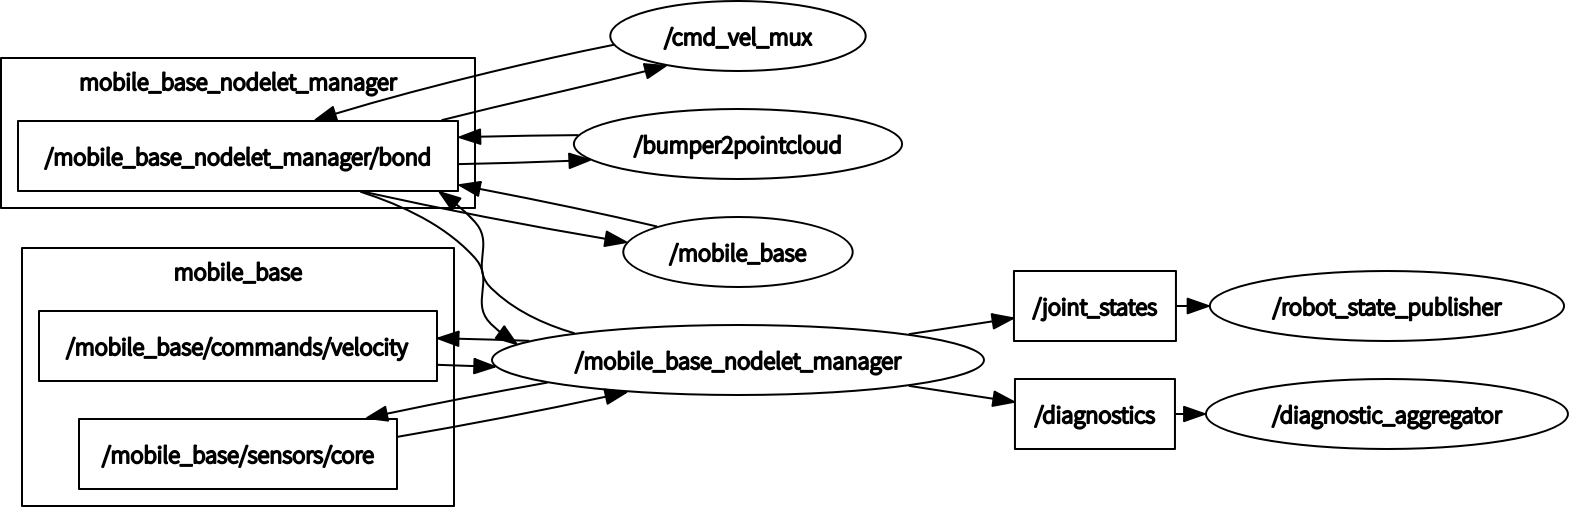 /cmd_vel_mux
mobile_base_nodelet_manager
/mobile_base_nodelet_manager/bond
/bumper2pointcloud
/mobile_base
mobile_base
/mobile_base/commands/velocity
/mobile_base/sensors/core
/mobile_base_nodelet_manager
/joint_states
/robot_state_publisher
/diagnostics
/diagnostic_aggregator